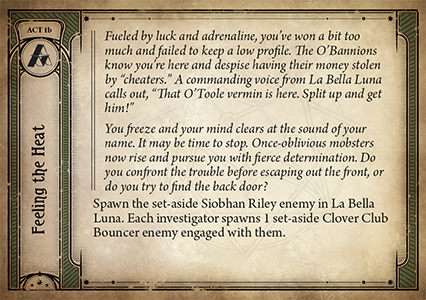 ACT 1b
Feeling the Heat
Fueled by luck and adrenaline, you've won a bit too
much and failed to keep a low profile. The O'Bannions
know you're here and despise having their money stolen
by “cheaters.” A commanding voice from La Bella Luna
calls out, “That O'Toole vermin is here. Split up and get
him!”
You freeze and your mind clears at the sound of your
name. It may be time to stop. Once-oblivious mobsters
now rise and pursue you with fierce determination. Do
you confront the trouble before escaping out the front, or
do you try to find the back door?
Spawn the set-aside Siobhan Riley enemy in La Bella
Luna. Each investigator spawns 1 set-aside Clover Club
Bouncer enemy engaged with them.